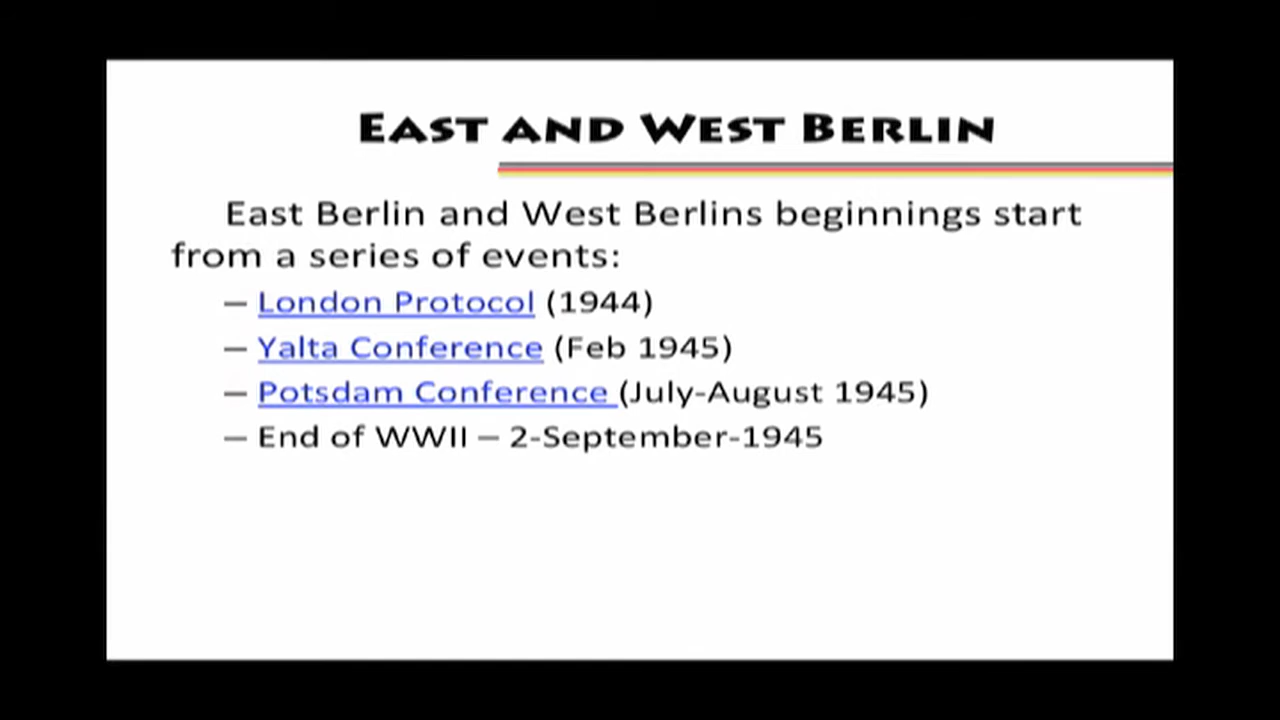 EAST AND WEST BERLIN
East Berlin and West Berlins beginnings start
from a series of events:
– London Protocol (1944)
– Yalta Conference (Feb 1945)
– Potsdam Conference (July-August 1945)
– End of WWII – 2-September-1945